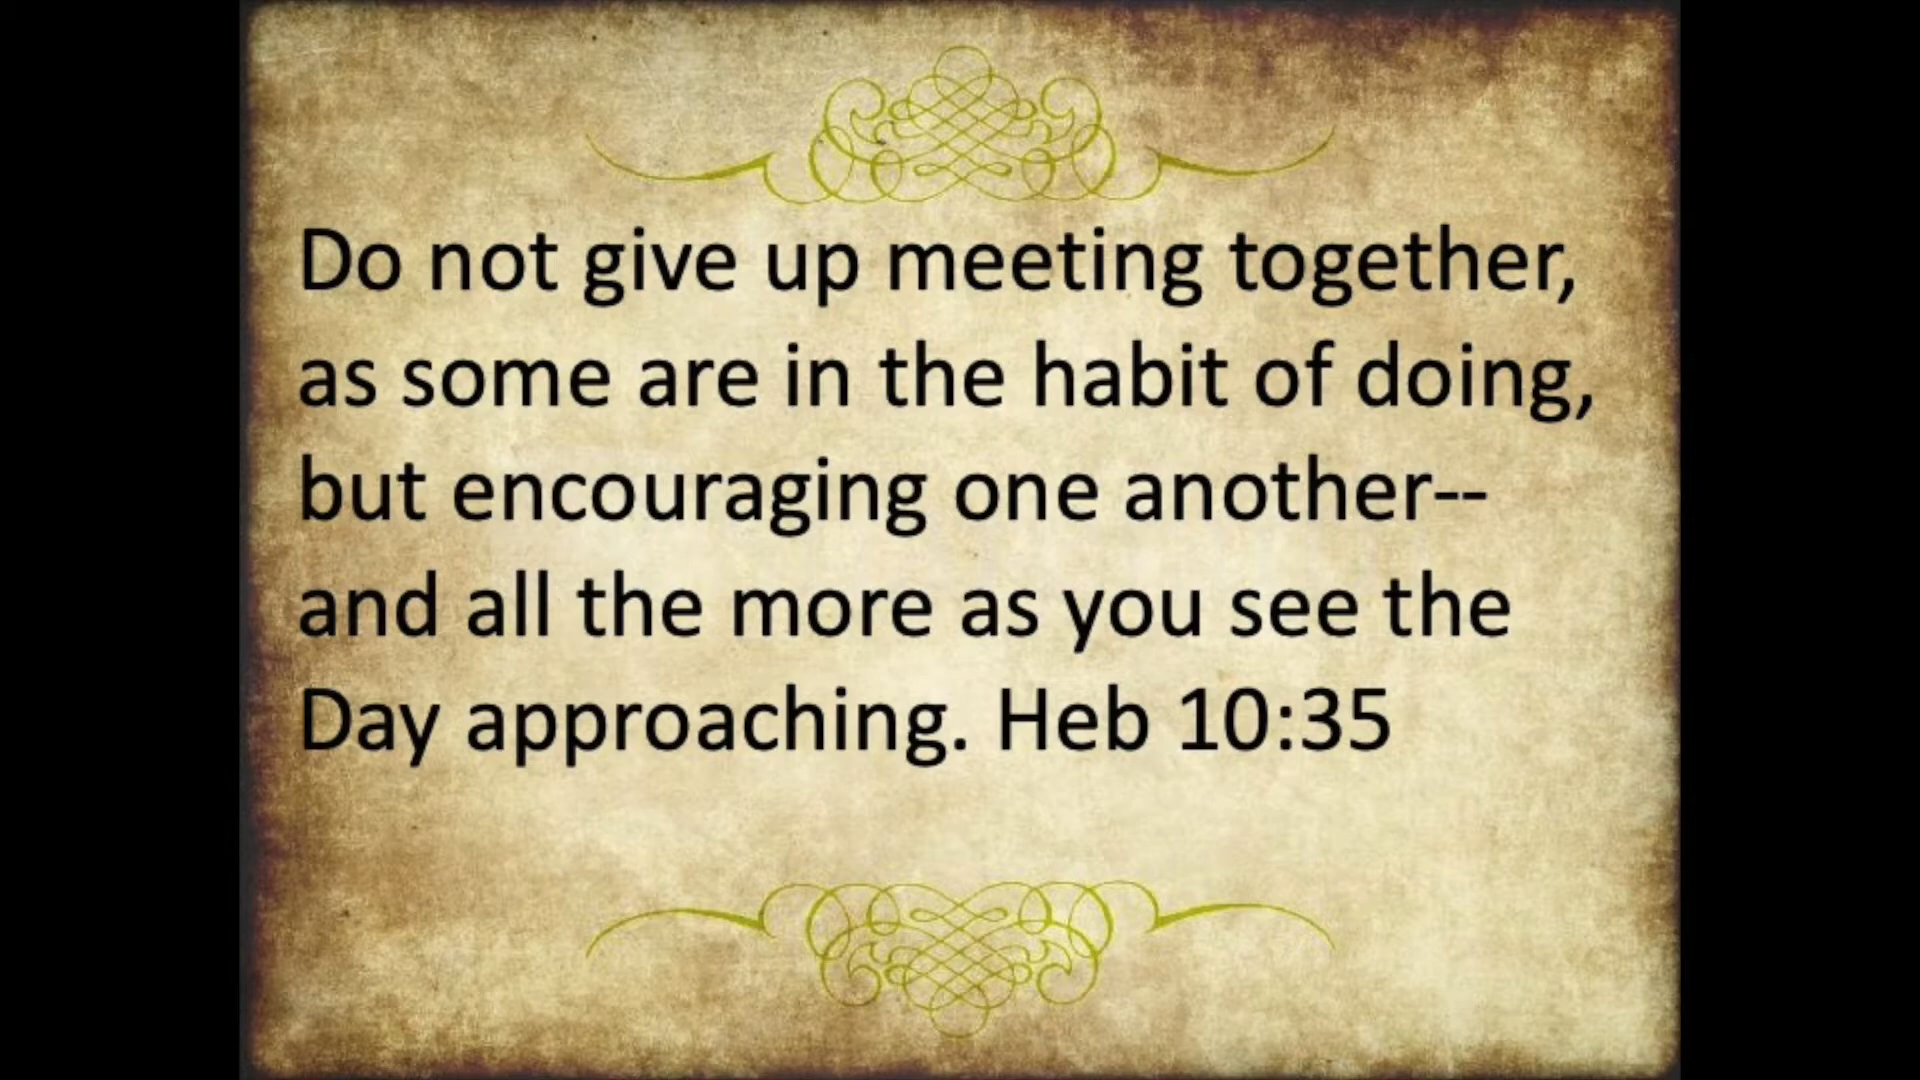 Do not give up meeting together,
as some are in the habit of doing,
but encouraging one another--
and all the more as you see the
Day approaching. Heb 10:35